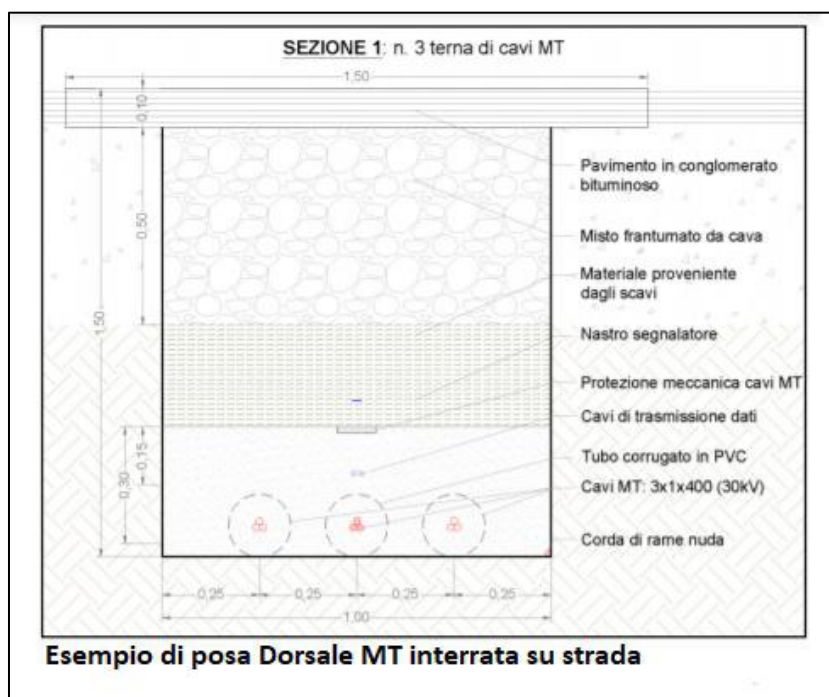 SEZIONE 1: n. 3 terna di cavi MT
1,50
0,10
0,50
1,50
0,15
0,30
Pavimento in conglomerato
bituminoso
Misto frantumato da cava
Materiale proveniente
dagli scavi
Nastro segnalatore
Protezione meccanica cavi MT
Cavi di trasmissione dati
Tubo corrugato in PVC
Cavi MT: 3x1x400 (30kV)
Corda di rame nuda
0,25 0,25 0,25 0,25
1,00
Esempio di posa Dorsale MT interrata su strada